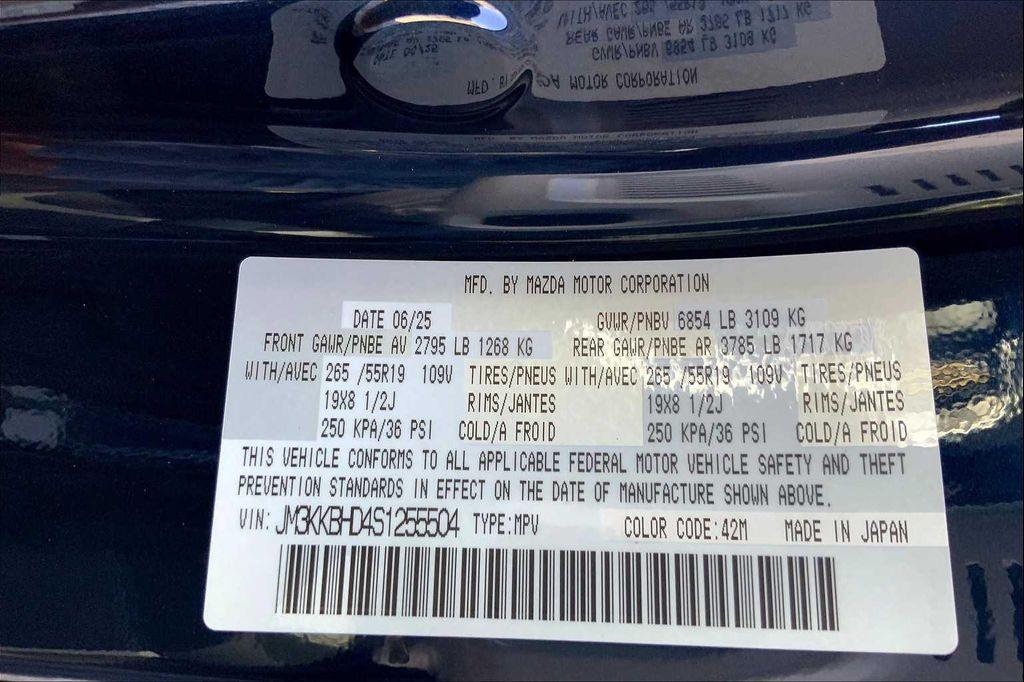 MFD. BY MAZDA MOTOR CORPORATION
DATE 06/25 GVWR/PNBV 6854 LB 3109 KG
FRONT GAWR/PNBE AV 2795 LB 1268 KG REAR GAWR/PNBE AR 3785 LB 1717 KG
WITH/AVEC 265 /55R19 109V TIRES/PNEUS WITH/AVEC 265 /55R19 109V TIRES/PNEUS
19X8 1/2J RIMS/JANTES 19X8 1/2J RIMS/JANTES
250 KPA/36 PSI COLD/A FROID 250 KPA/36 PSI COLD/A FROID
THIS VEHICLE CONFORMS TO ALL APPLICABLE FEDERAL MOTOR VEHICLE SAFETY AND THEFT
PREVENTION STANDARDS IN EFFECT ON THE DATE OF MANUFACTURE SHOWN ABOVE.
VIN: JM3KKBHD4S1255504 TYPE:MPV COLOR CODE:42M MADE IN JAPAN